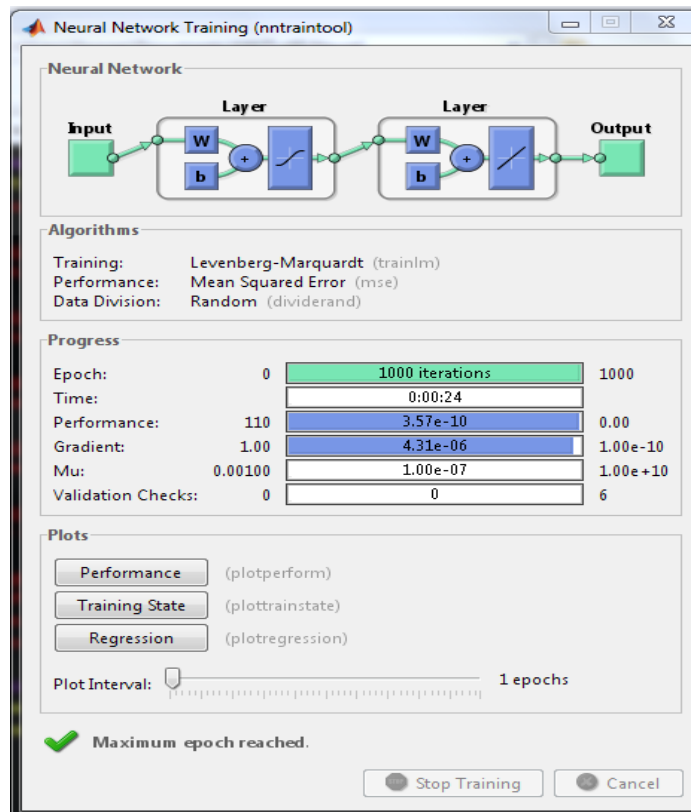 Neural Network Training (nntraintool)
Neural Network
Layer Layer
Input Output
W W
+ +
b b
Algorithms
Training: Levenberg-Marquardt (trainlm)
Performance: Mean Squared Error (mse)
Data Division: Random (dividerand)
Progress
Epoch: 0 1000 iterations 1000
Time: 0:00:24
Performance: 110 3.57e-10 0.00
Gradient: 1.00 4.31e-06 1.00e-10
Mu: 0.00100 1.00e-07 1.00e+10
Validation Checks: 0 0 6
Plots
Performance (plotperform)
Training State (plottrainstate)
Regression (plotregression)
Plot Interval: 1 epochs
Maximum epoch reached.
Stop Training Cancel